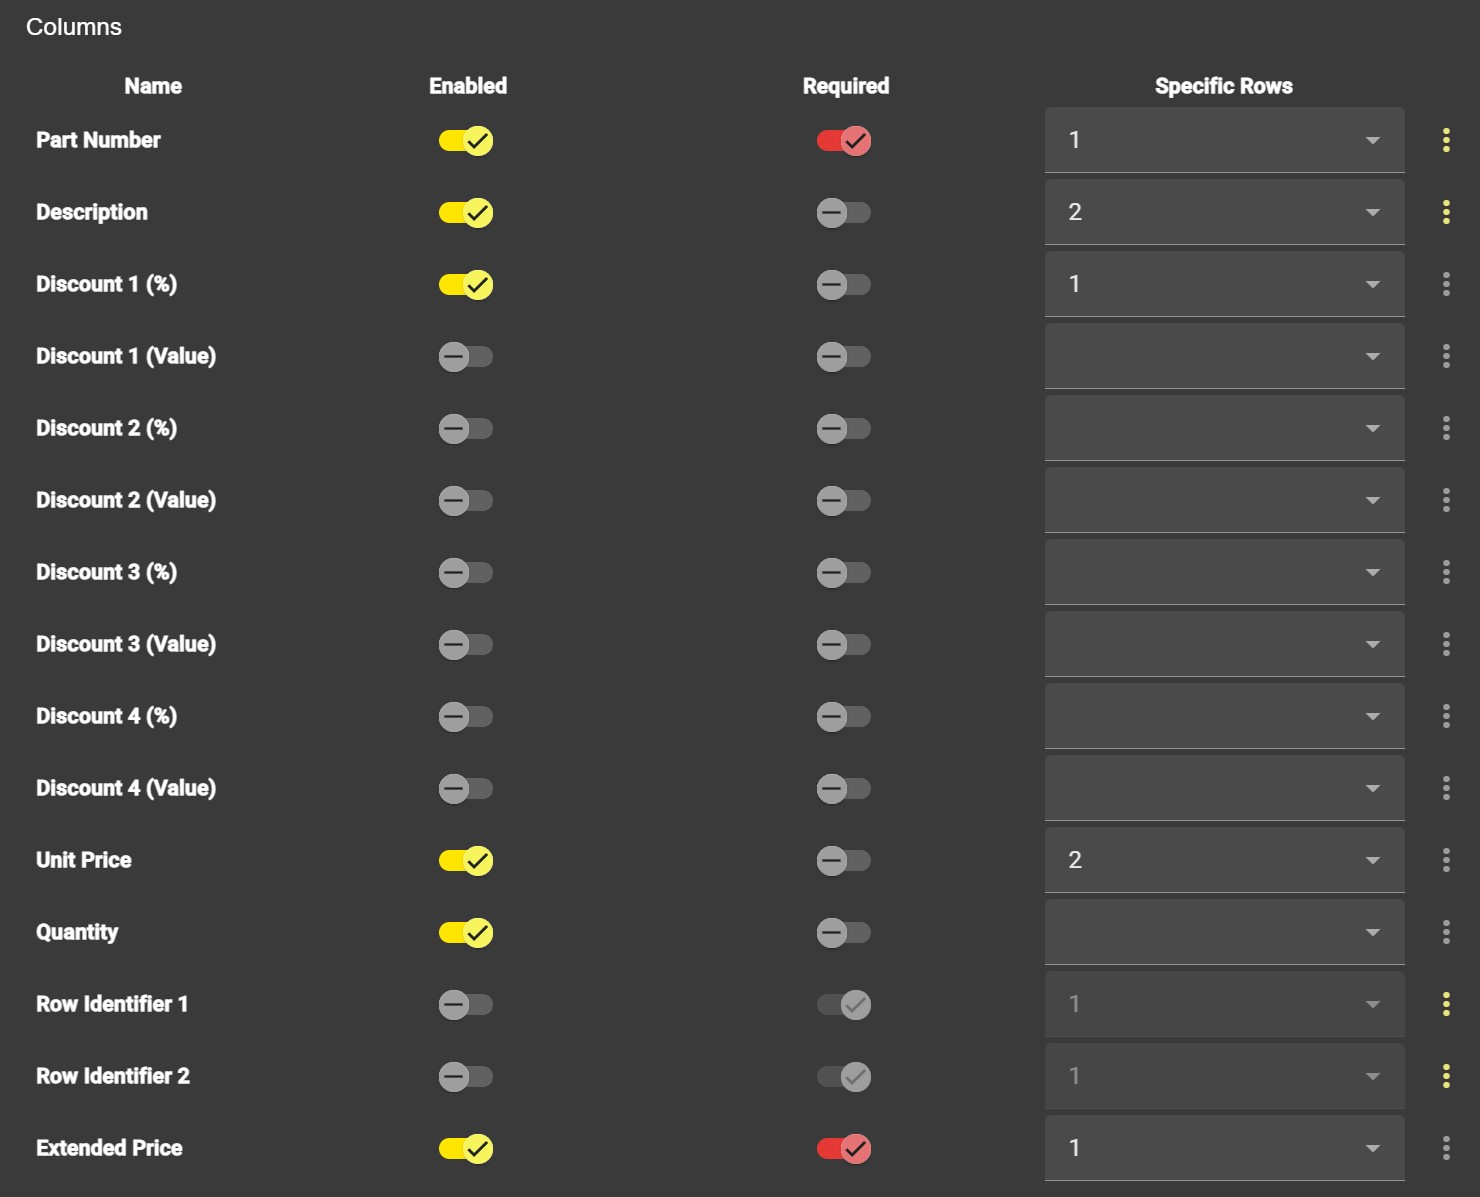 Columns
Name Enabled Required Specific Rows
Part Number 1
Description 2
Discount 1 (%) 1
Discount 1 (Value)
Discount 2 (%)
Discount 2 (Value)
Discount 3 (%)
Discount 3 (Value)
Discount 4 (%)
Discount 4 (Value)
Unit Price 2
Quantity
Row Identifier 1 1
Row Identifier 2 1
Extended Price 1